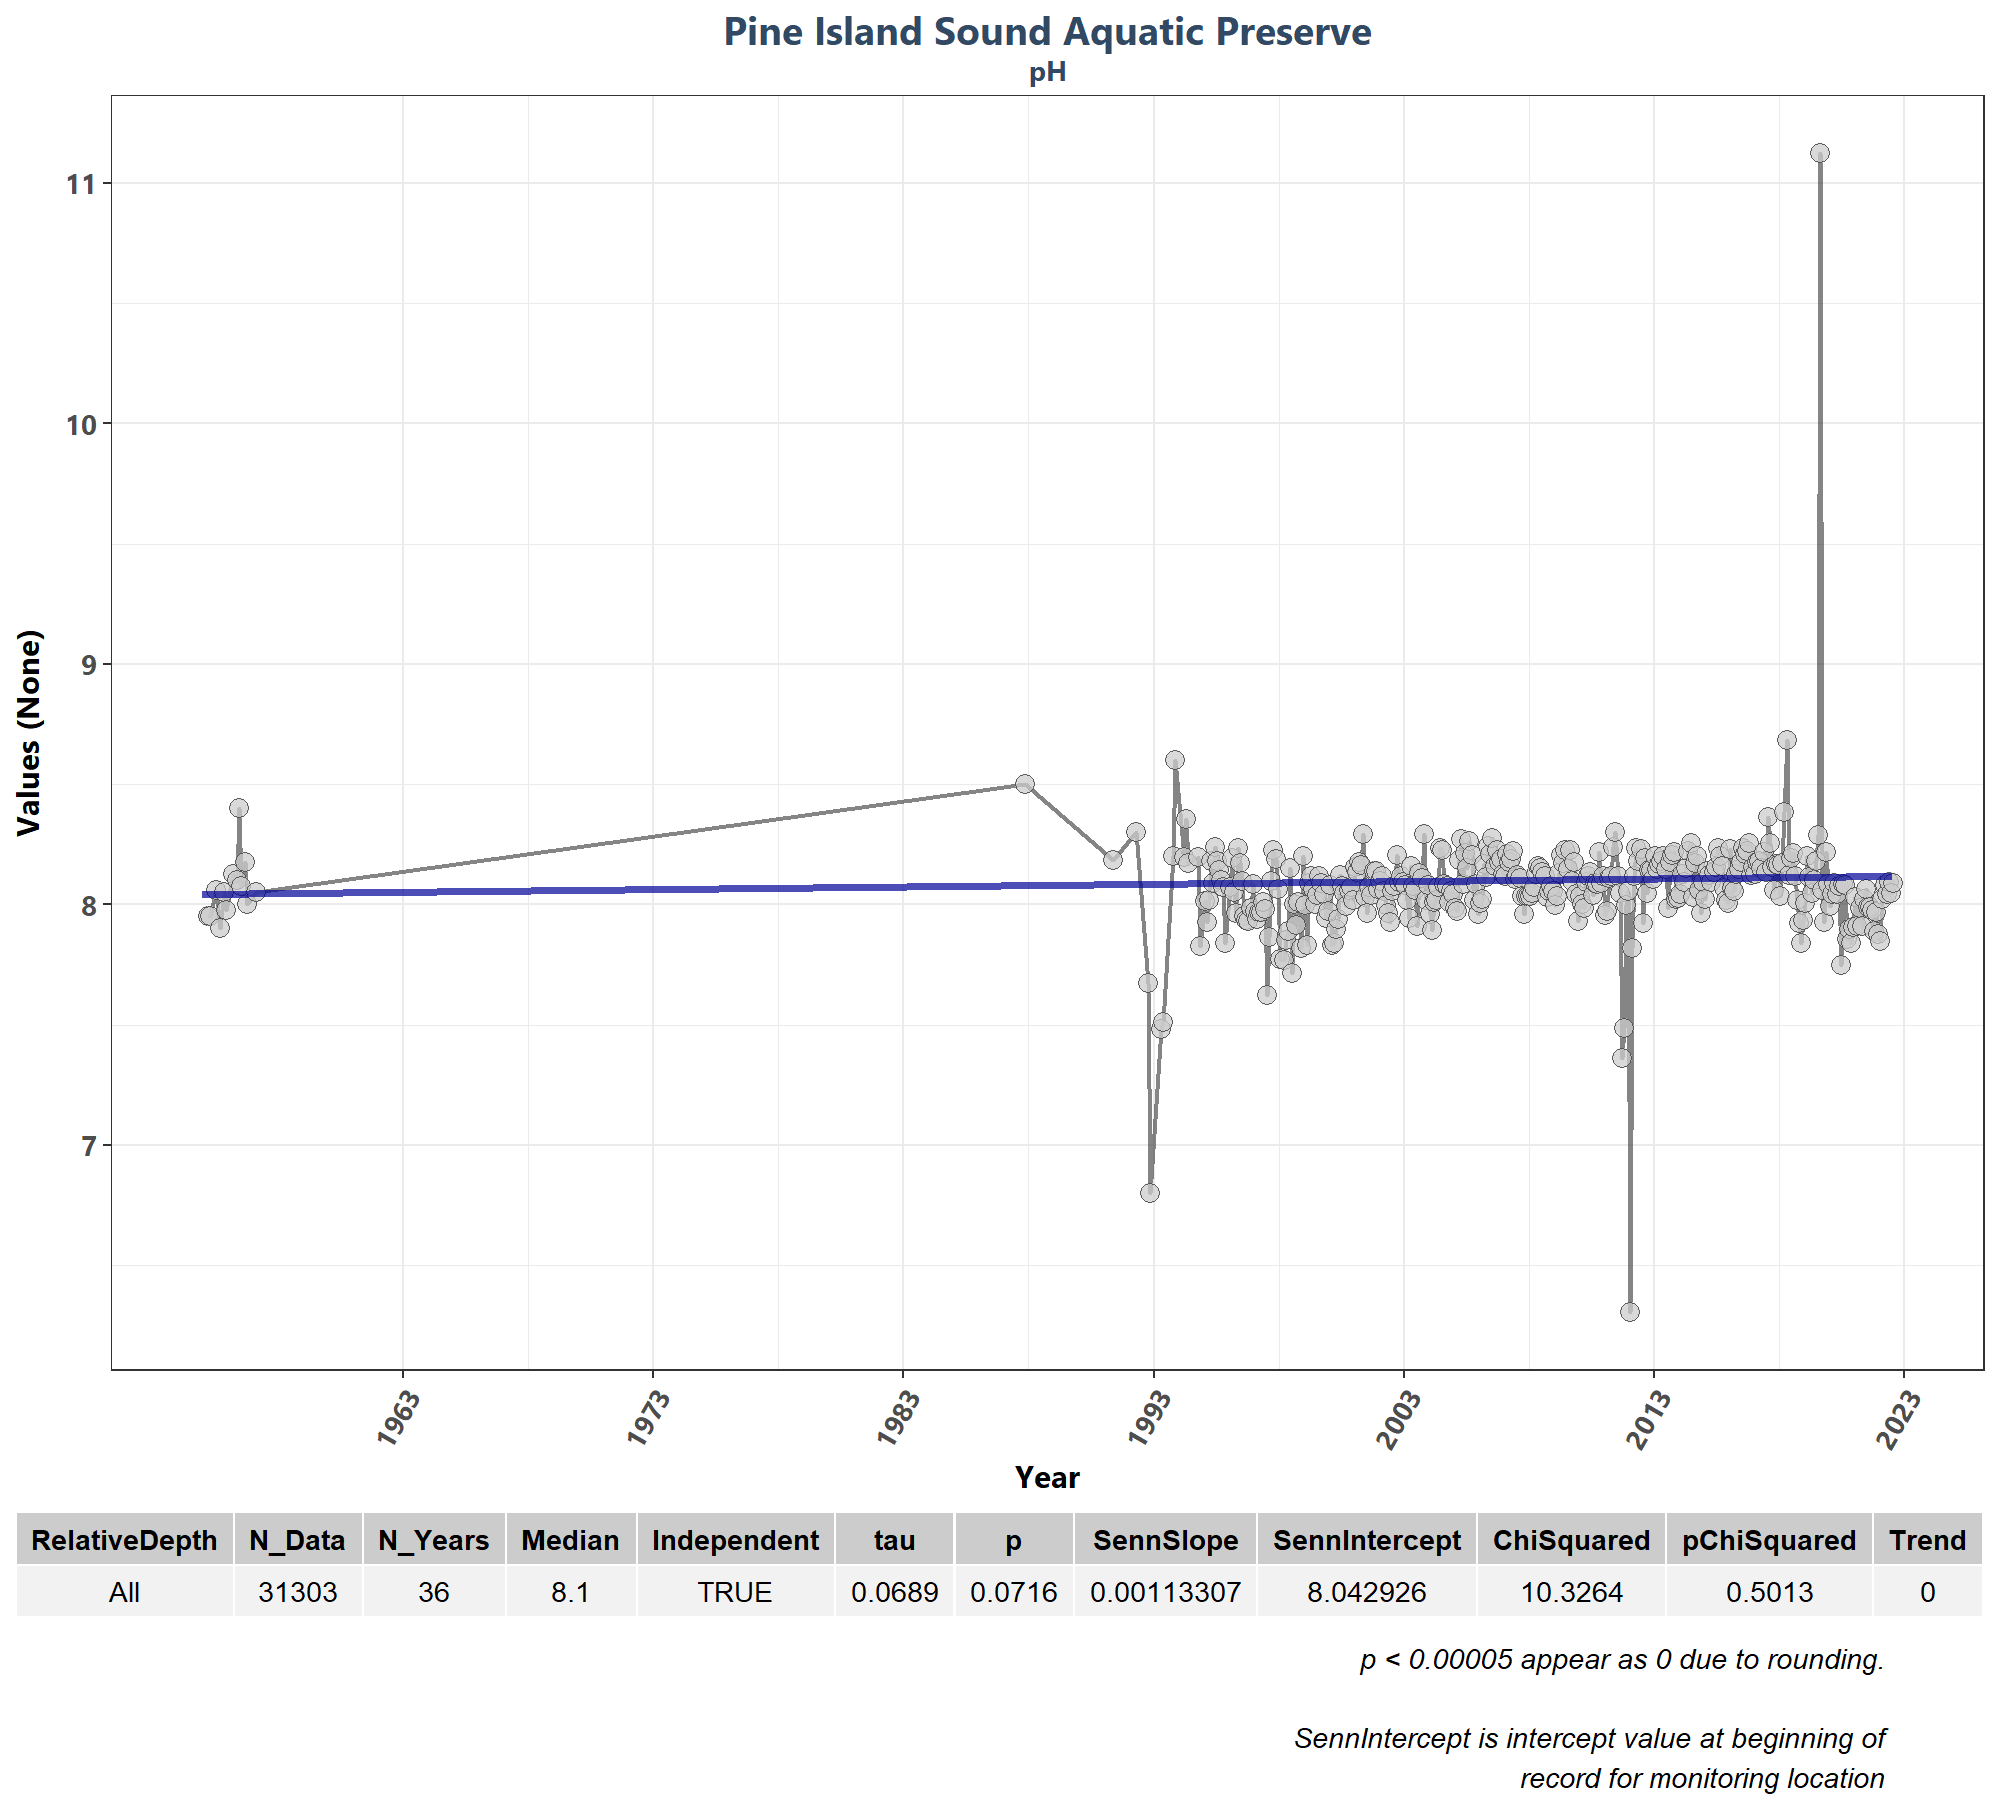 Pine Island Sound Aquatic Preserve
pH
Values (None)
11
10
9
8
7
1963
1973
1983
1993
2003
2013
2023
Year
RelativeDepth N_Data N_Years Median Independent tau p SennSlope SennIntercept ChiSquared pChiSquared Trend
All 31303 36 8.1 TRUE 0.0689 0.0716 0.00113307 8.042926 10.3264 0.5013 0
p < 0.00005 appear as 0 due to rounding.
SennIntercept is intercept value at beginning of
record for monitoring location